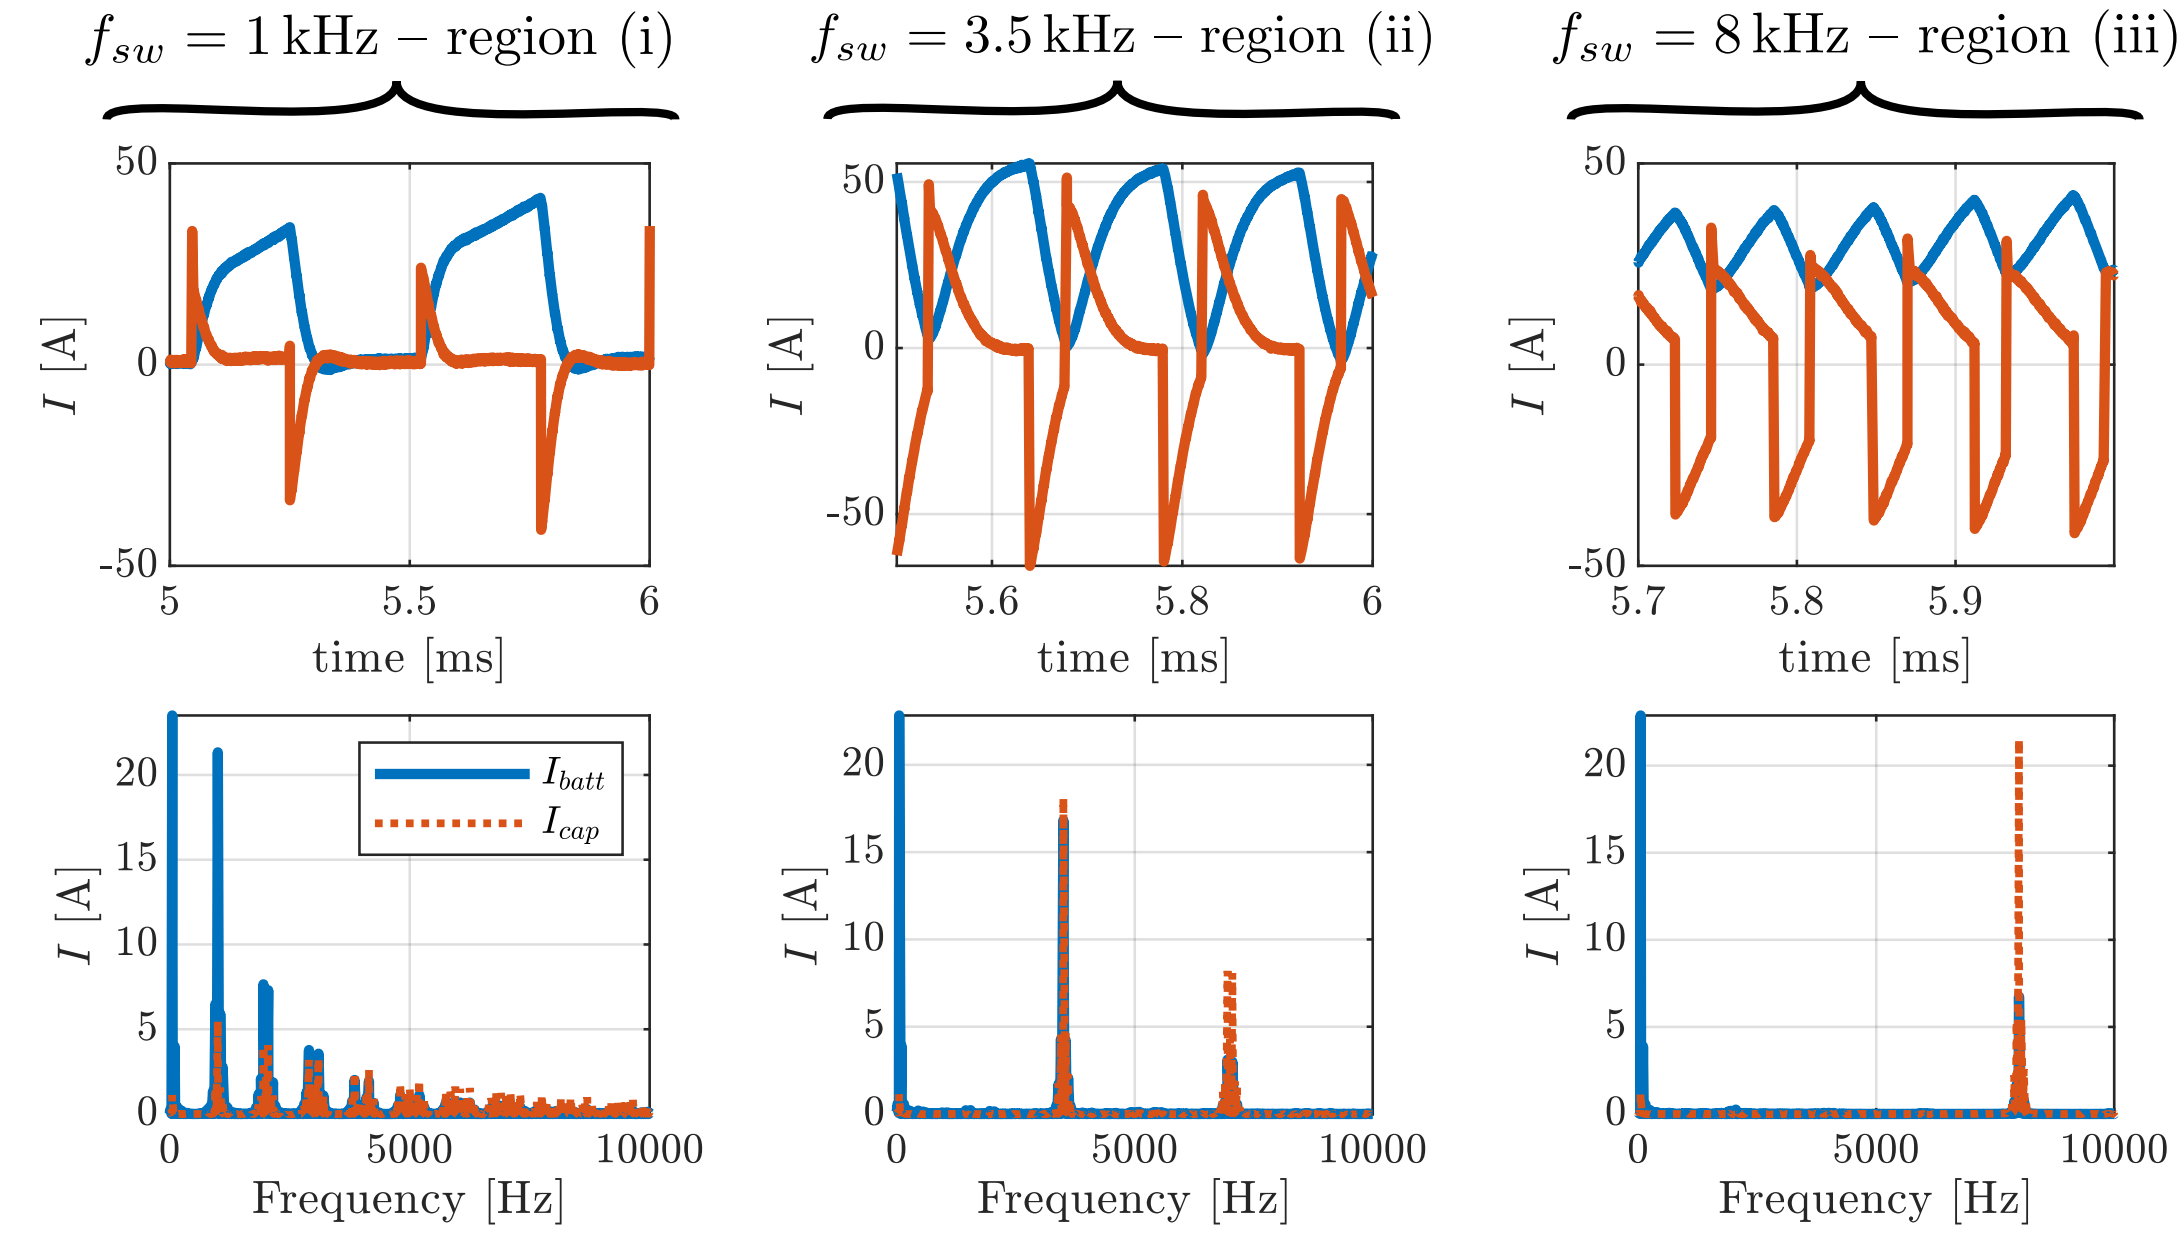 f_sw = 1 kHz – region (i)
f_sw = 3.5 kHz – region (ii)
f_sw = 8 kHz – region (iii)
50
0
-50
I [A]
5
5.5
6
time [ms]
50
0
-50
I [A]
5.6
5.8
6
time [ms]
50
0
-50
I [A]
5.7
5.8
5.9
time [ms]
20
15
10
5
0
I [A]
I_batt
I_cap
0
5000
10000
Frequency [Hz]
20
15
10
5
0
I [A]
0
5000
10000
Frequency [Hz]
20
15
10
5
0
I [A]
0
5000
10000
Frequency [Hz]